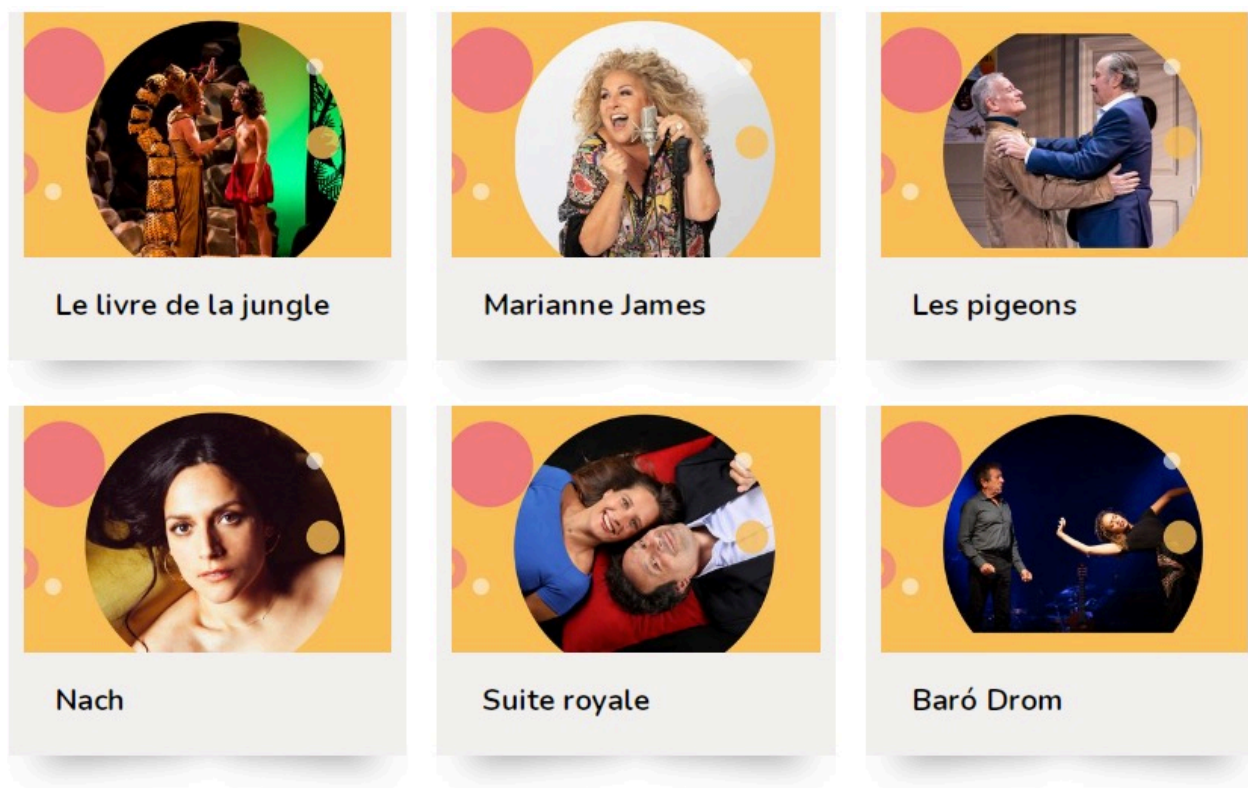 Le livre de la jungle
Marianne James
Les pigeons
Nach
Suite royale
Baró Drom